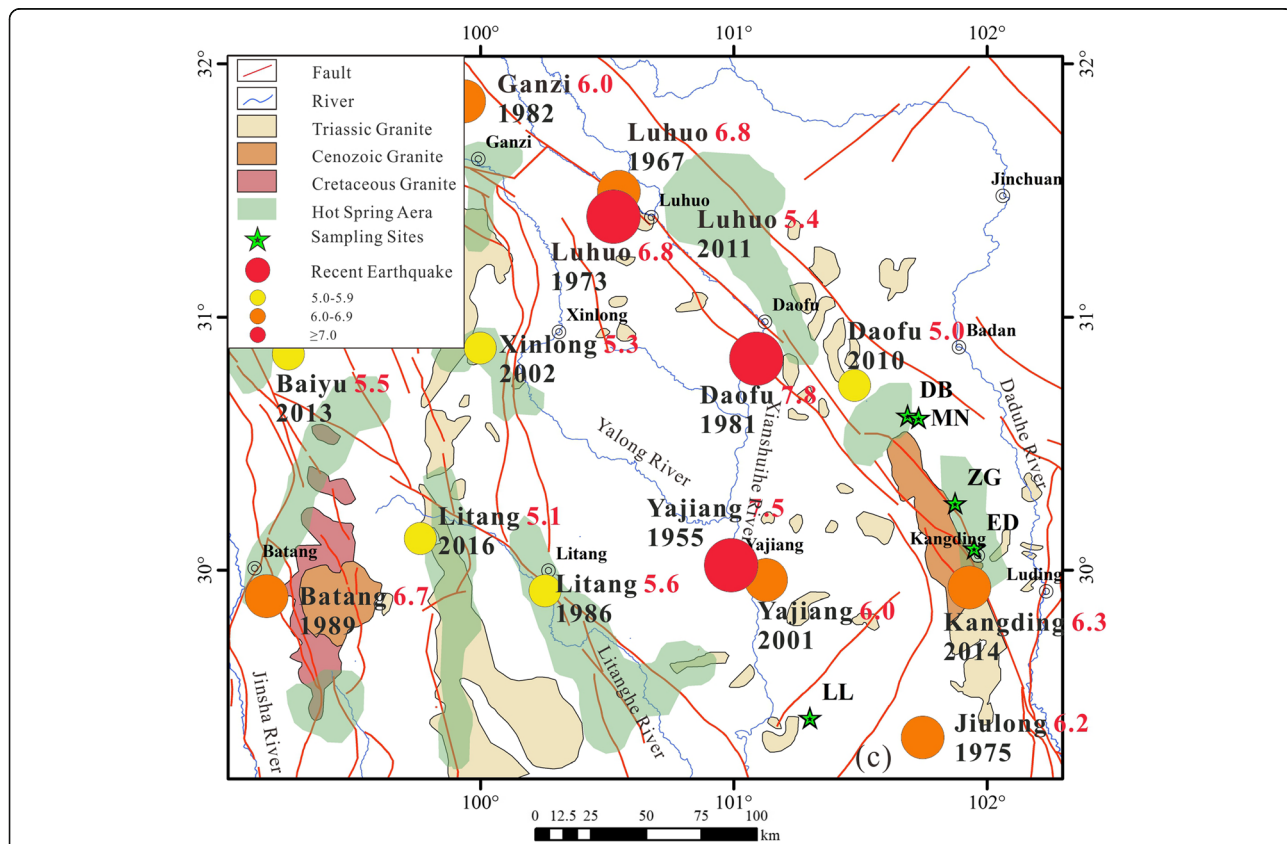 100°
101°
102°
32°
32°
Fault
River
Triassic Granite
Cenozoic Granite
Cretaceous Granite
Hot Spring Aera
Sampling Sites
Recent Earthquake
5.0-5.9
6.0-6.9
≥7.0
Ganzi 6.0
1982
Ganzi
Luhuo 6.8
1967
Luhuo
Jinchuan
Luhuo 5.4
2011
Luhuo 6.8
1973
31°
31°
Xinlong
Daofu
Xinlong 5.3
2002
Daofu 5.0
2010
Badan
Baiyu 5.5
2013
Daofu 7.8
1981
DB
MN
Daduhe River
Xianshuihe River
Yalong River
ZG
Litang 5.1
2016
Yajiang 7.5
1955
ED
Kangding
Batang
Litang
Yajiang
Luding
30°
30°
Batang 6.7
1989
Litang 5.6
1986
Yajiang 6.0
2001
Kangding 6.3
2014
Jinsha River
Litanghe River
LL
Jiulong 6.2
1975
(c)
100°
101°
102°
0 12.5 25 50 75 100
km